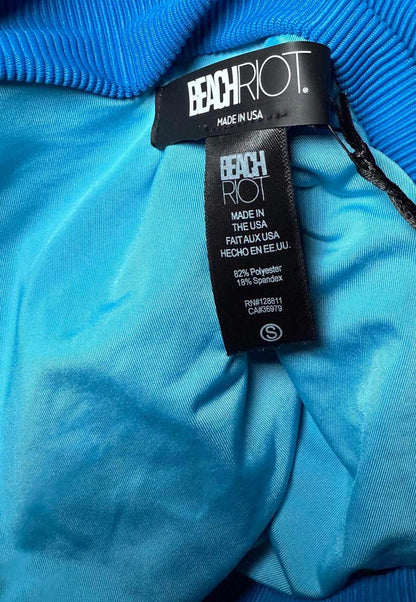 BEACHRIOT®
MADE IN USA
BEACH
RIOT
MADE IN
THE USA
FAIT AUX USA
HECHO EN EE.UU.
82% Polyester
18% Spandex
RN#128811
CA#36979
S